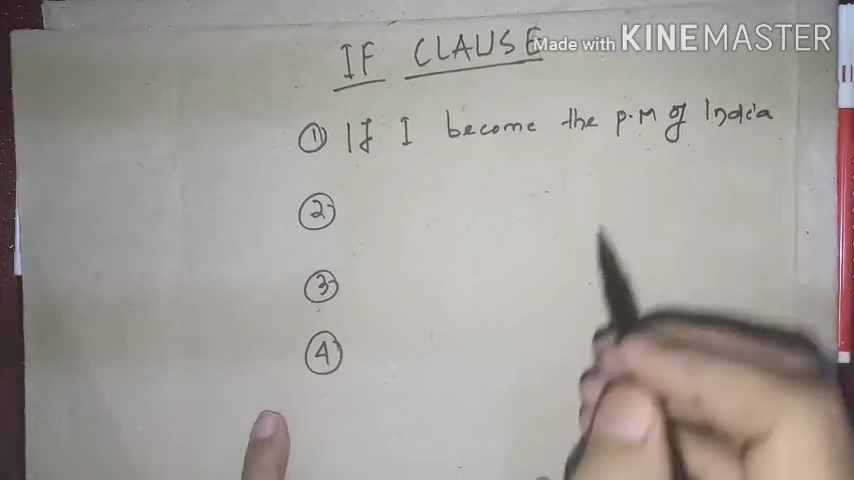 IF CLAUSE
Made with KINEMASTER
① If I become the P.M of India
②
③
④